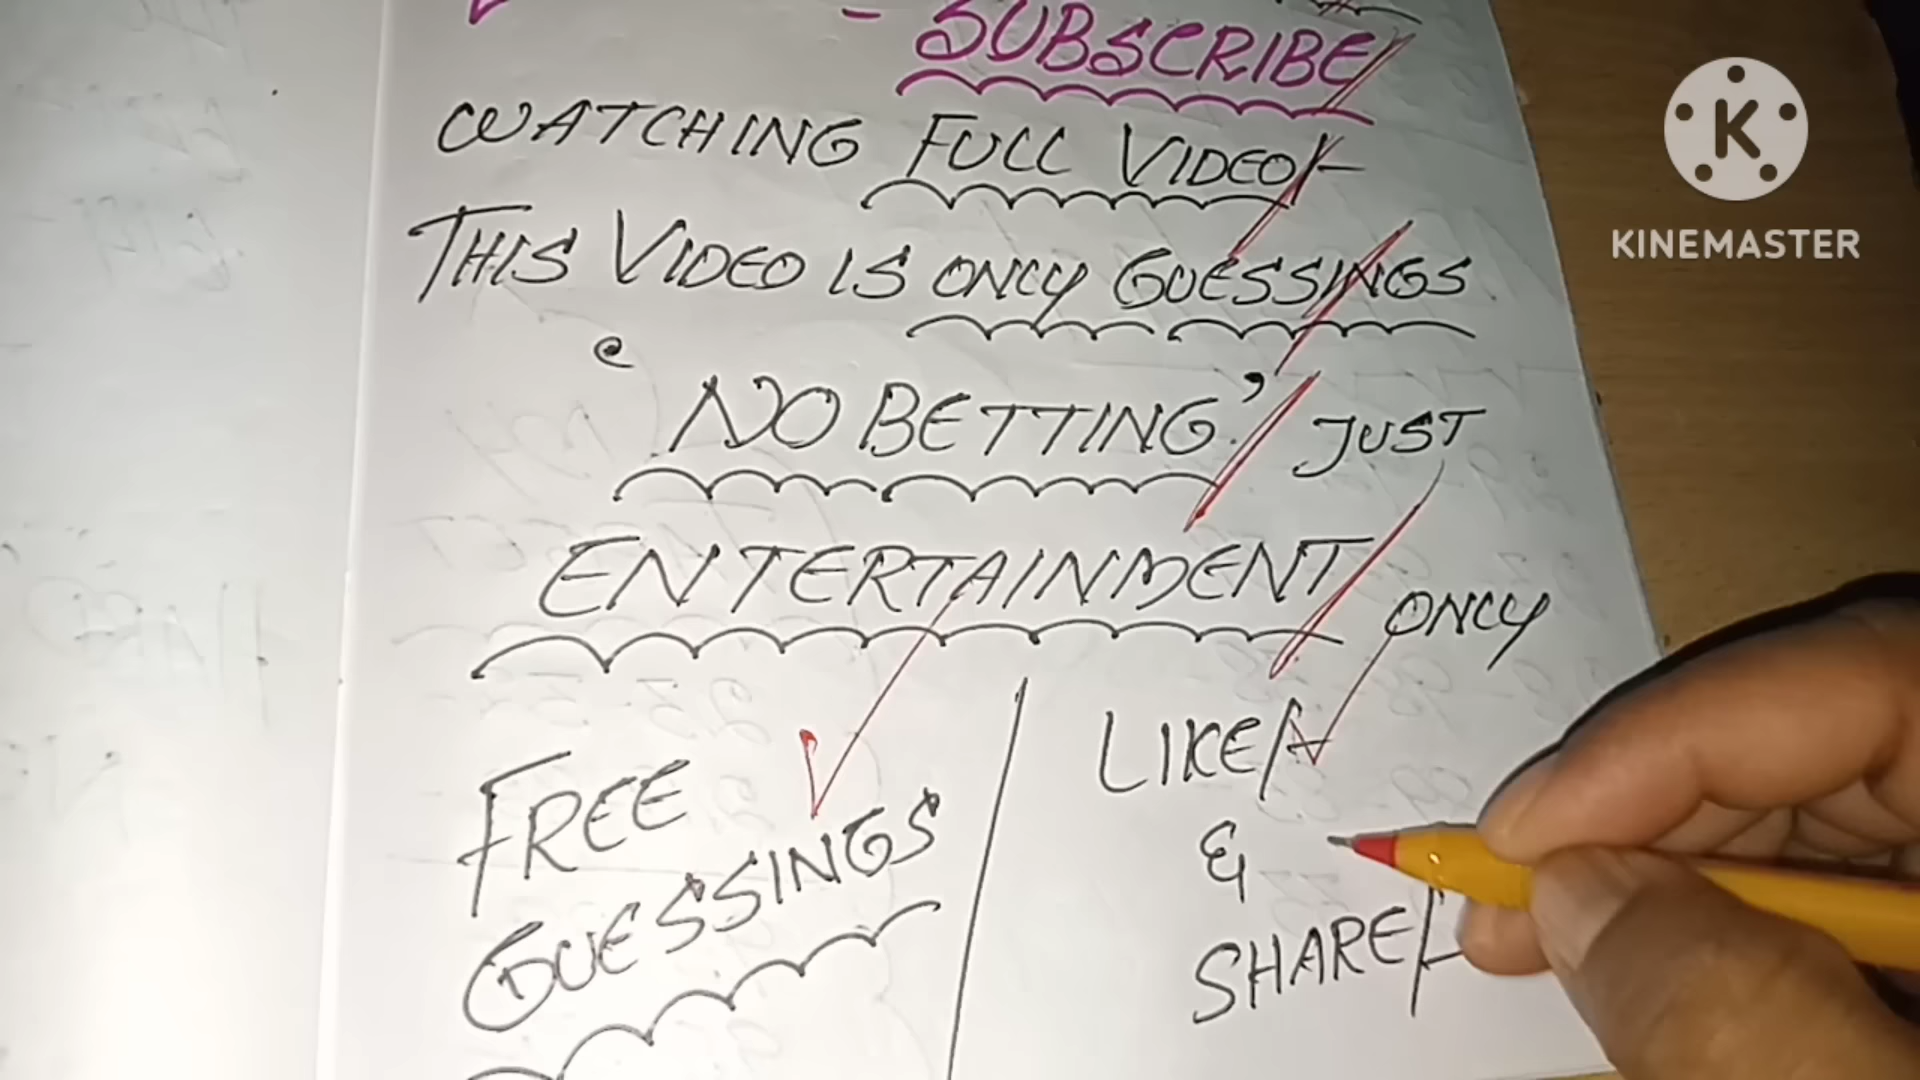 - SUBSCRIBE
WATCHING FULL VIDEO/-
THIS VIDEO IS ONLY GUESSINGS
'NO BETTING.' JUST
ENTERTAINMENT ONLY
FREE
GUESSINGS
LIKE/-
&
SHARE/-
K
KINEMASTER